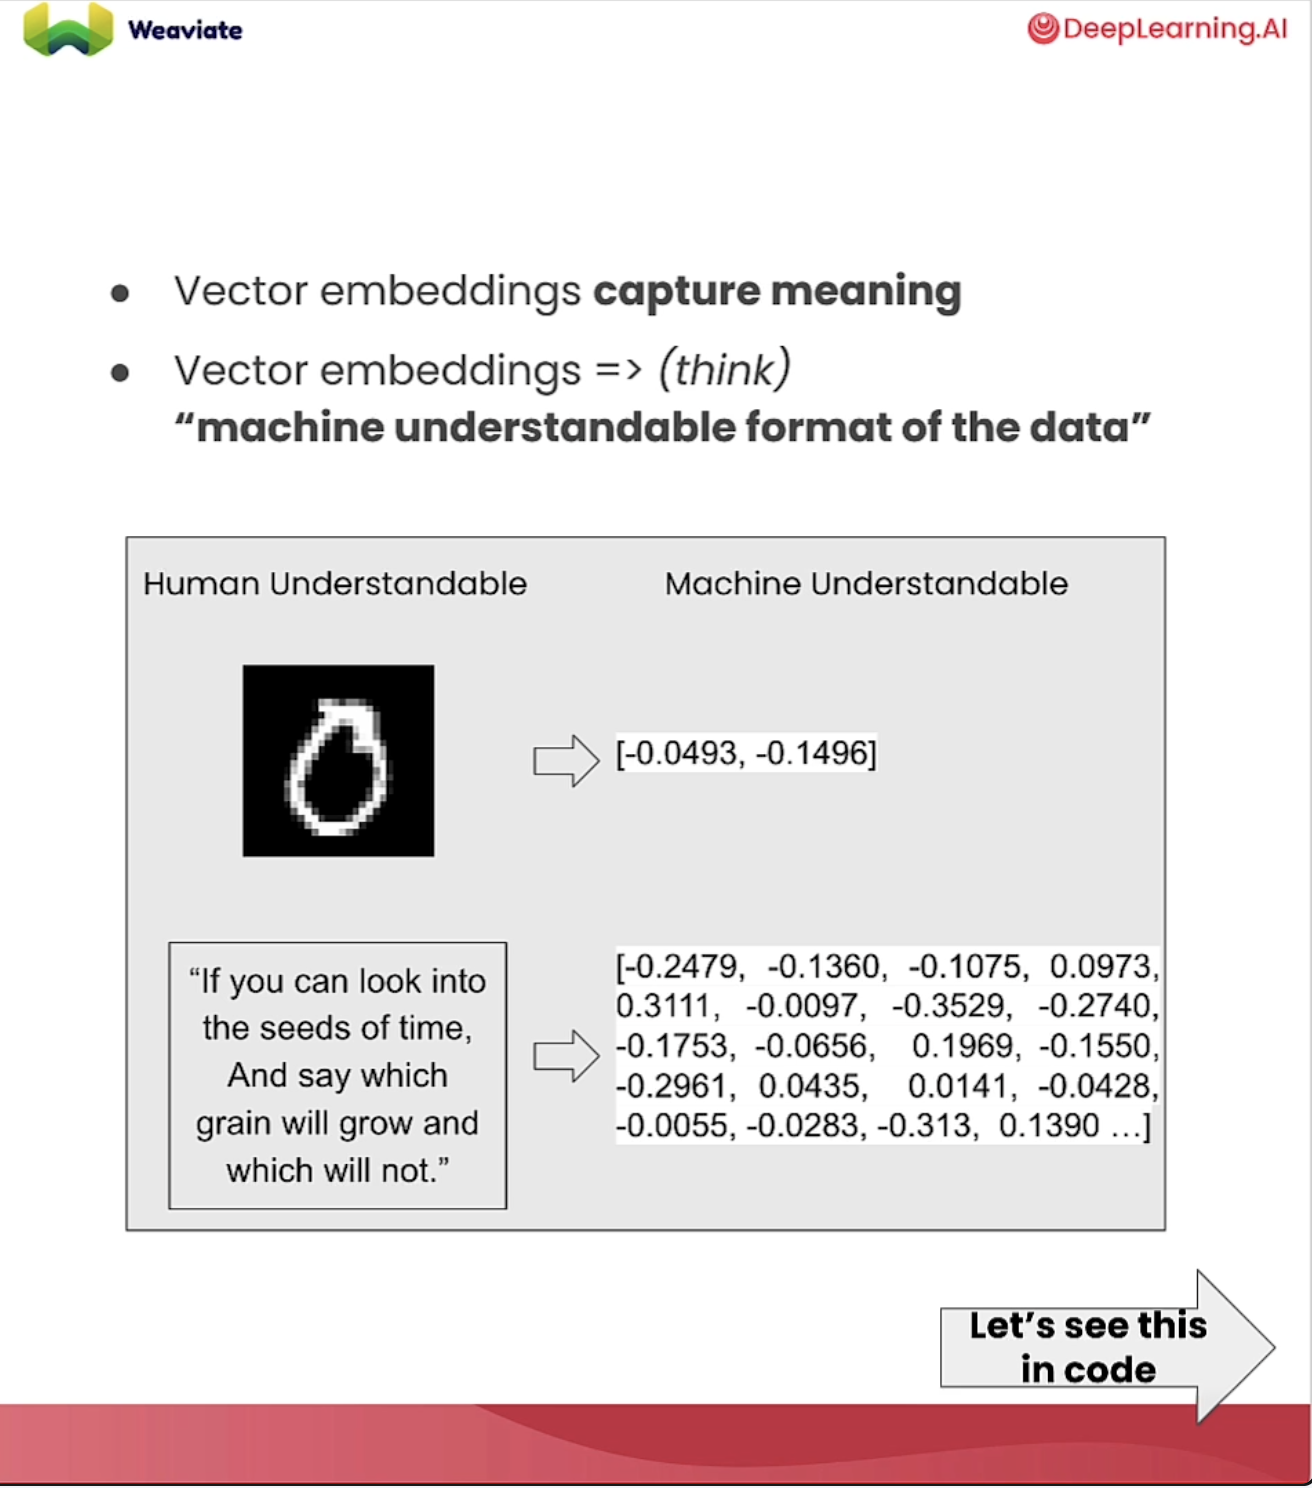 Weaviate
DeepLearning.AI
● Vector embeddings capture meaning
● Vector embeddings => (think)
“machine understandable format of the data”
Human Understandable
Machine Understandable
[-0.0493, -0.1496]
“If you can look into
the seeds of time,
And say which
grain will grow and
which will not.”
[-0.2479, -0.1360, -0.1075, 0.0973,
0.3111, -0.0097, -0.3529, -0.2740,
-0.1753, -0.0656, 0.1969, -0.1550,
-0.2961, 0.0435, 0.0141, -0.0428,
-0.0055, -0.0283, -0.313, 0.1390 ...]
Let’s see this
in code